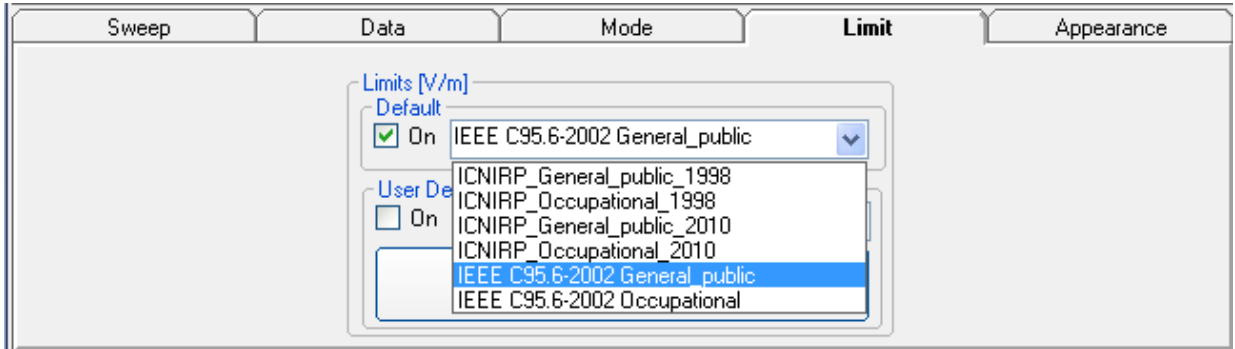 Sweep Data Mode Limit Appearance
Limits [V/m]
Default
On IEEE C95.6-2002 General_public
ICNIRP_General_public_1998
User De
ICNIRP_Occupational_1998
On
ICNIRP_General_public_2010
ICNIRP_Occupational_2010
IEEE C95.6-2002 General_public
IEEE C95.6-2002 Occupational